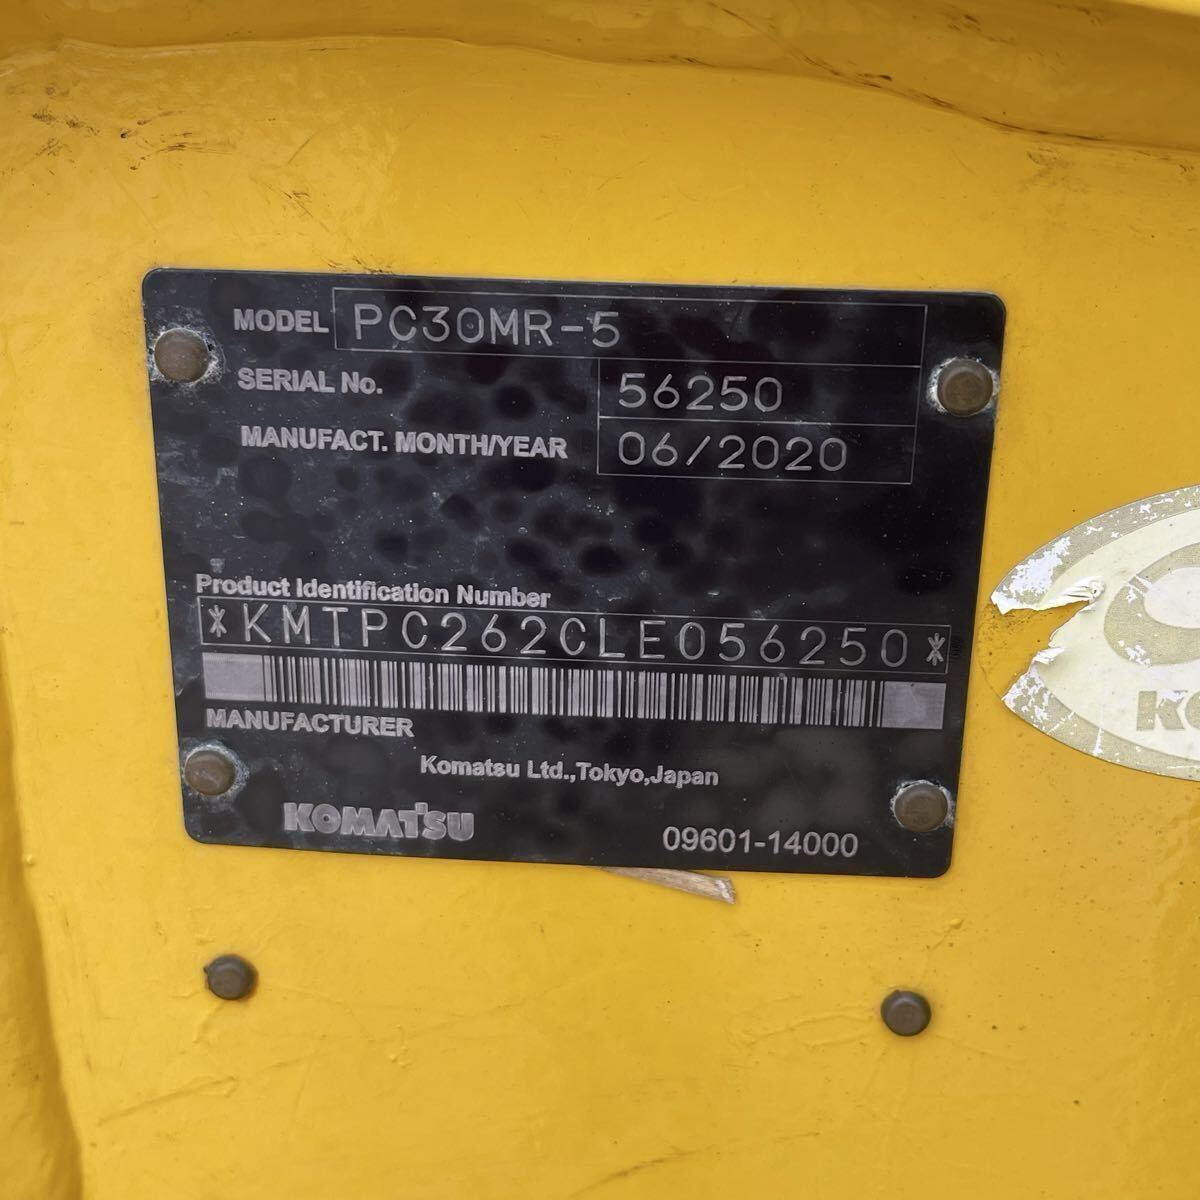 MODEL PC30MR-5
SERIAL No. 56250
MANUFACT. MONTH/YEAR 06/2020
Product Identification Number
*KMTPC262CLE056250*
MANUFACTURER
Komatsu Ltd.,Tokyo,Japan
KOMATSU
09601-14000